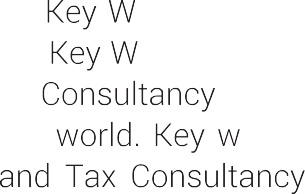 Key W
Key W
Consultancy
world. Key w
and Tax Consultancy